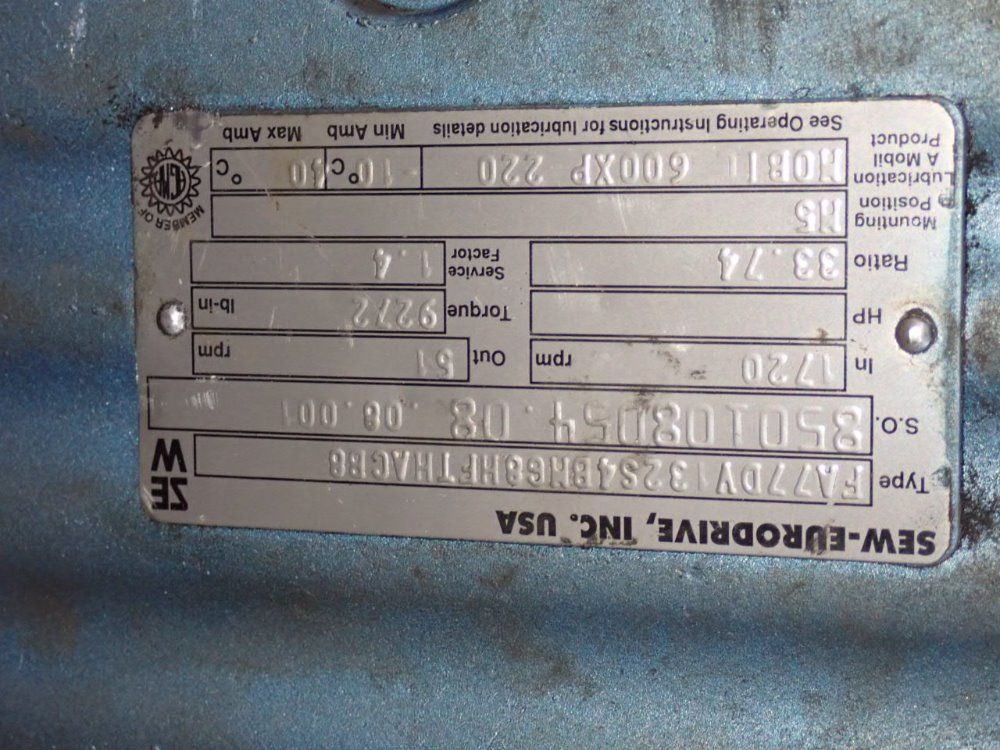 SEW-EURODRIVE, INC. USA
Type FA77DV132S4BMG8HFTHACB8
SEW
S.O. 850108054.08 .08.001
In 1720 rpm Out 51 rpm
HP Torque 9272 lb-in
Ratio 33.74 Service Factor 1.4
Mounting Position M5
Lubrication A Mobil Product MOBIL 600XP 220 -10 °C 40 °C
See Operating Instructions for lubrication details Min Amb Max Amb
MEMBER OF